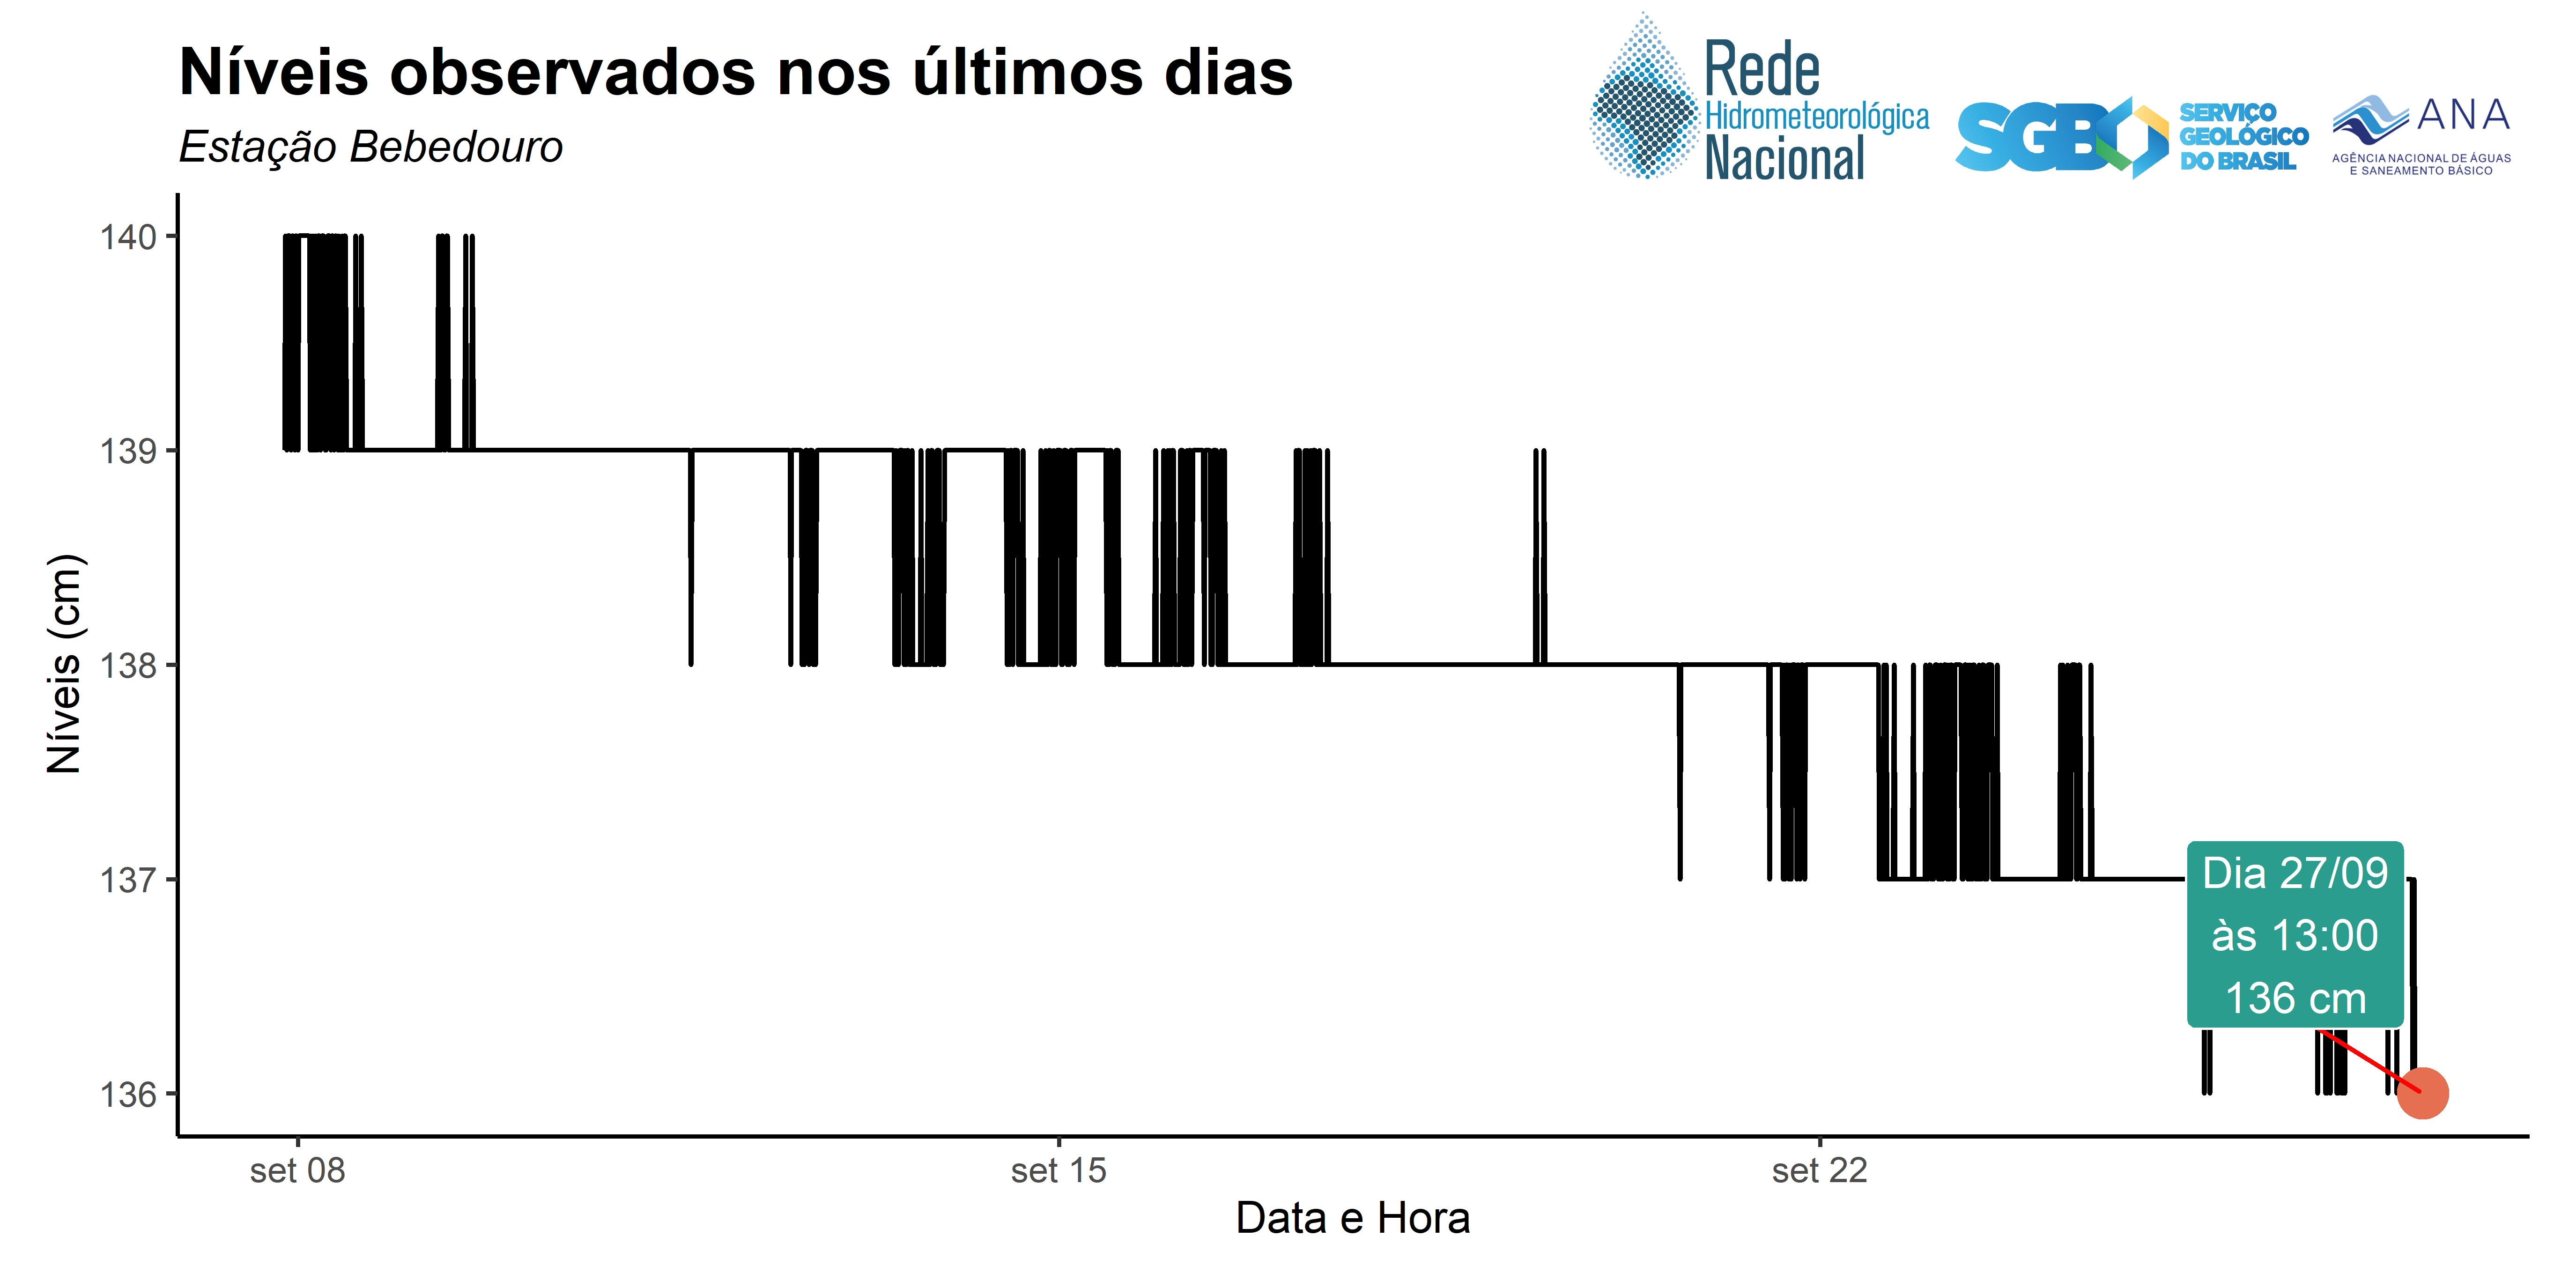 Níveis observados nos últimos dias
Estação Bebedouro
Rede
Hidrometeorológica
Nacional
SGB
SERVIÇO
GEOLÓGICO
DO BRASIL
ANA
AGÊNCIA NACIONAL DE ÁGUAS
E SANEAMENTO BÁSICO
Níveis (cm)
140
139
138
137
136
Dia 27/09
às 13:00
136 cm
set 08
set 15
set 22
Data e Hora